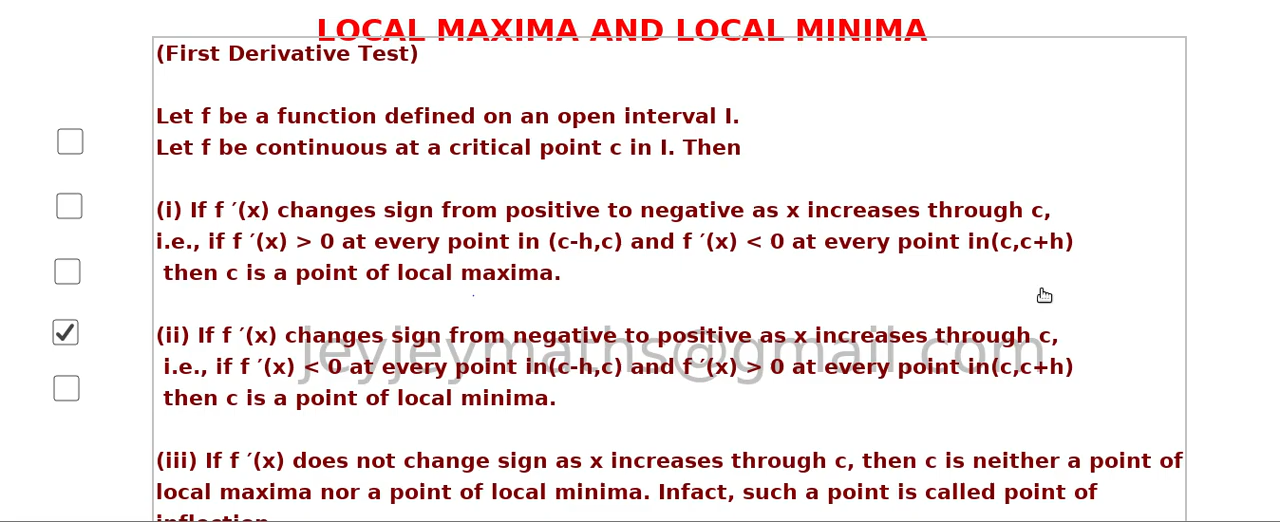 LOCAL MAXIMA AND LOCAL MINIMA
(First Derivative Test)
Let f be a function defined on an open interval I.
Let f be continuous at a critical point c in I. Then
(i) If f ′(x) changes sign from positive to negative as x increases through c,
i.e., if f ′(x) > 0 at every point in (c-h,c) and f ′(x) < 0 at every point in(c,c+h)
then c is a point of local maxima.
(ii) If f ′(x) changes sign from negative to positive as x increases through c,
jeyjeymaths@gmail.com
i.e., if f ′(x) < 0 at every point in(c-h,c) and f ′(x) > 0 at every point in(c,c+h)
then c is a point of local minima.
(iii) If f ′(x) does not change sign as x increases through c, then c is neither a point of
local maxima nor a point of local minima. Infact, such a point is called point of
inflection